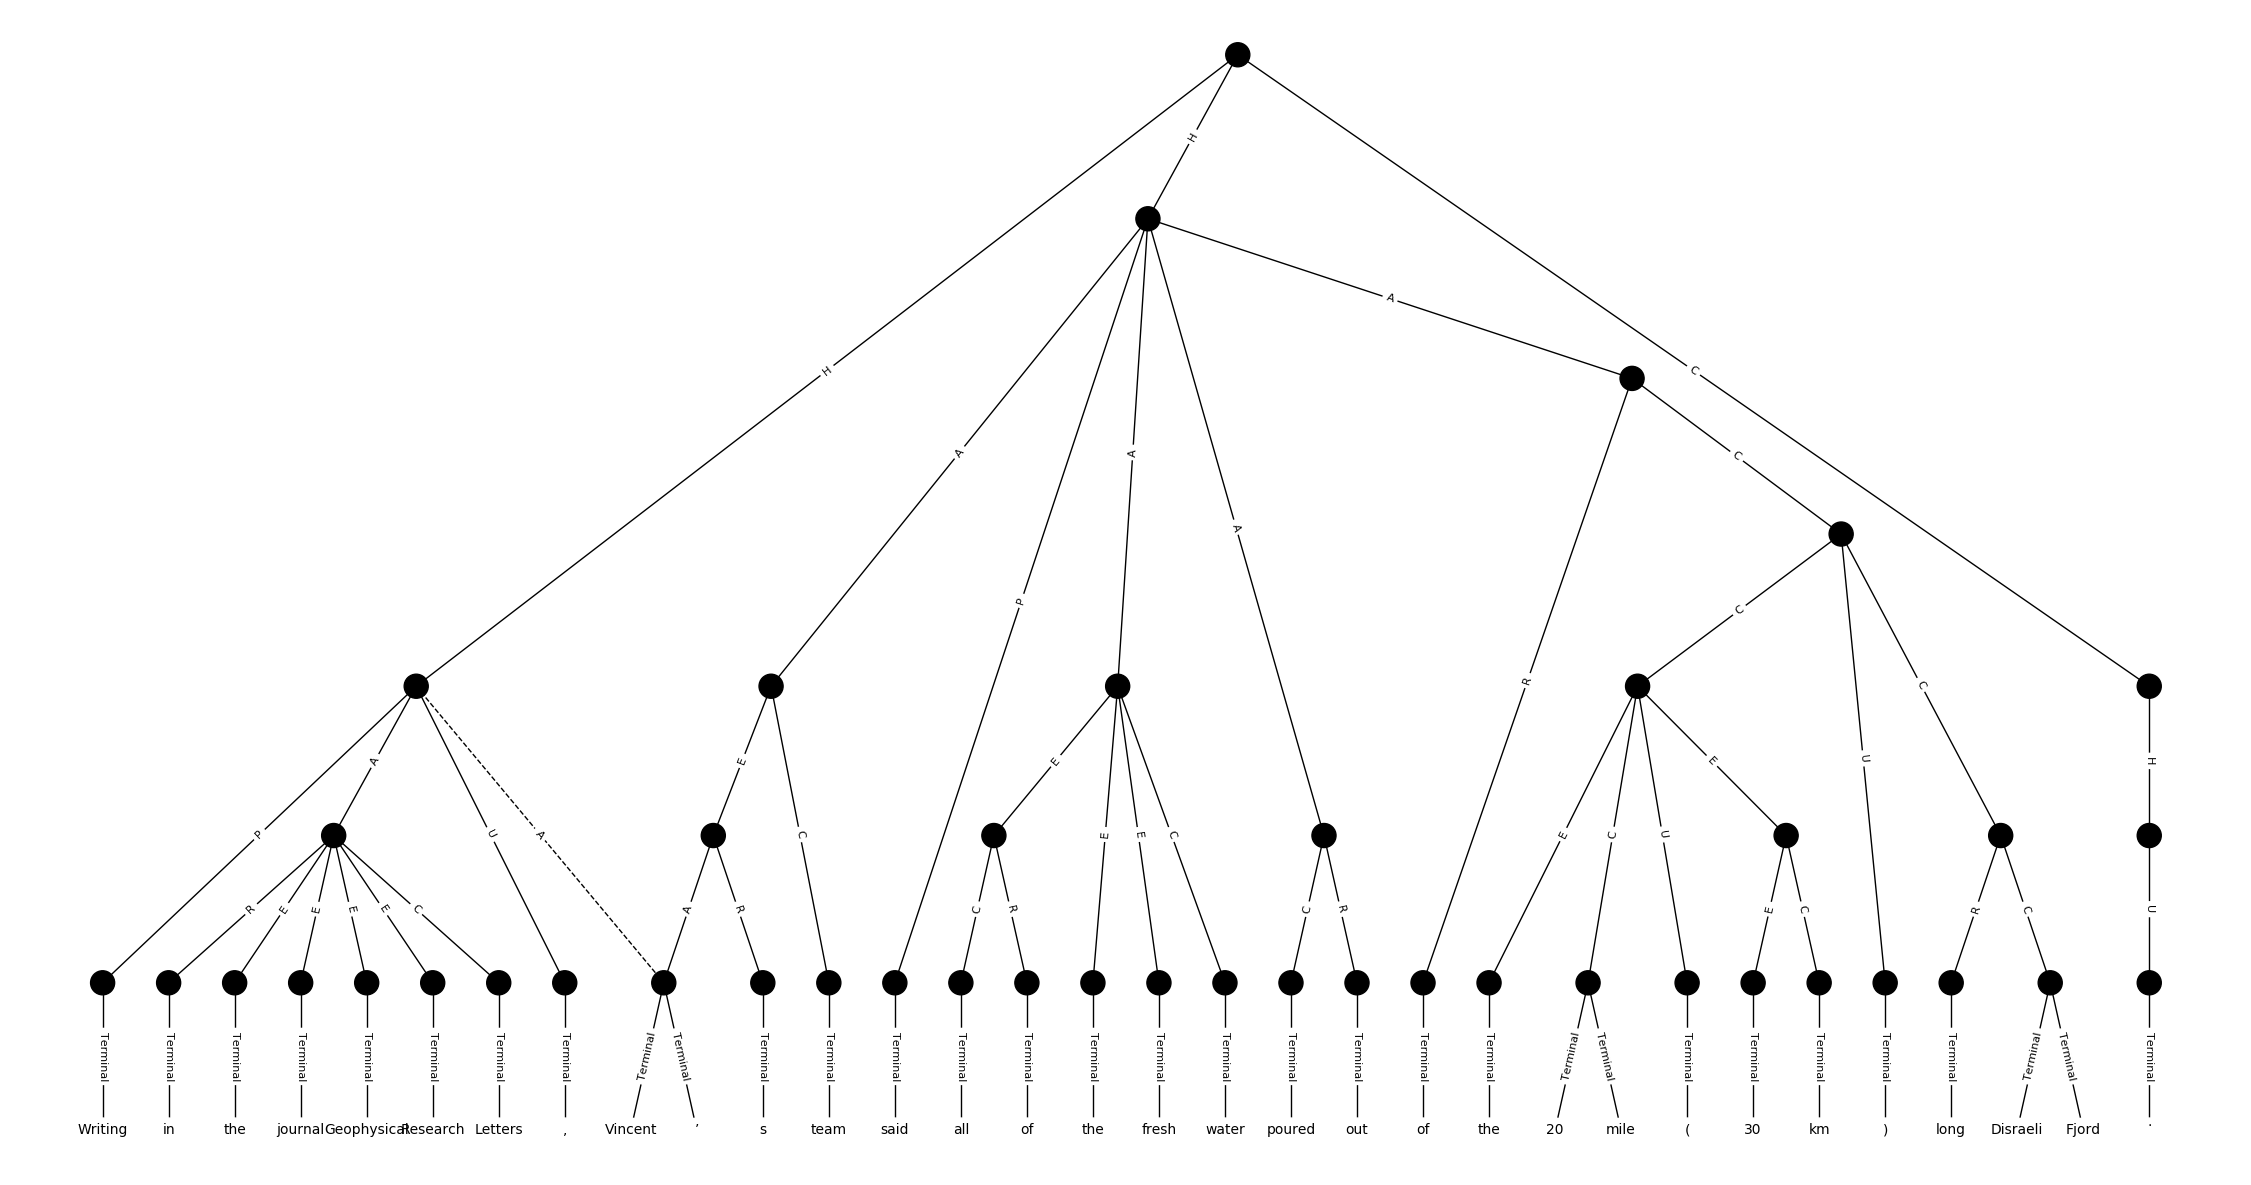 H
H
C
A
P
A
A
A
R
C
C
U
C
P
A
U
A
E
C
E
E
E
C
E
C
U
E
H
R
E
E
E
E
C
A
R
C
R
C
R
E
C
R
C
U
Terminal Terminal Terminal Terminal Terminal Terminal Terminal Terminal Terminal Terminal Terminal Terminal Terminal Terminal Terminal Terminal Terminal Terminal Terminal Terminal Terminal Terminal Terminal Terminal Terminal Terminal Terminal Terminal Terminal Terminal Terminal Terminal
Writing in the journal Geophysical Research Letters , Vincent ' s team said all of the fresh water poured out of the 20 mile ( 30 km ) long Disraeli Fjord .